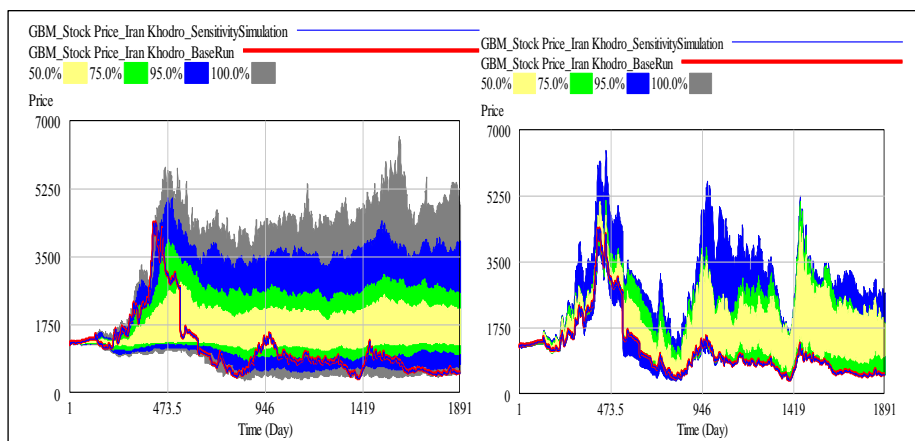 GBM_Stock Price_Iran Khodro_SensitivitySimulation
GBM_Stock Price_Iran Khodro_BaseRun
50.0% 75.0% 95.0% 100.0%
Price
7000
5250
3500
1750
0
1 473.5 946 1419 1891
Time (Day)
GBM_Stock Price_Iran Khodro_SensitivitySimulation
GBM_Stock Price_Iran Khodro_BaseRun
50.0% 75.0% 95.0% 100.0%
Price
7000
5250
3500
1750
0
1 473.5 946 1419 1891
Time (Day)